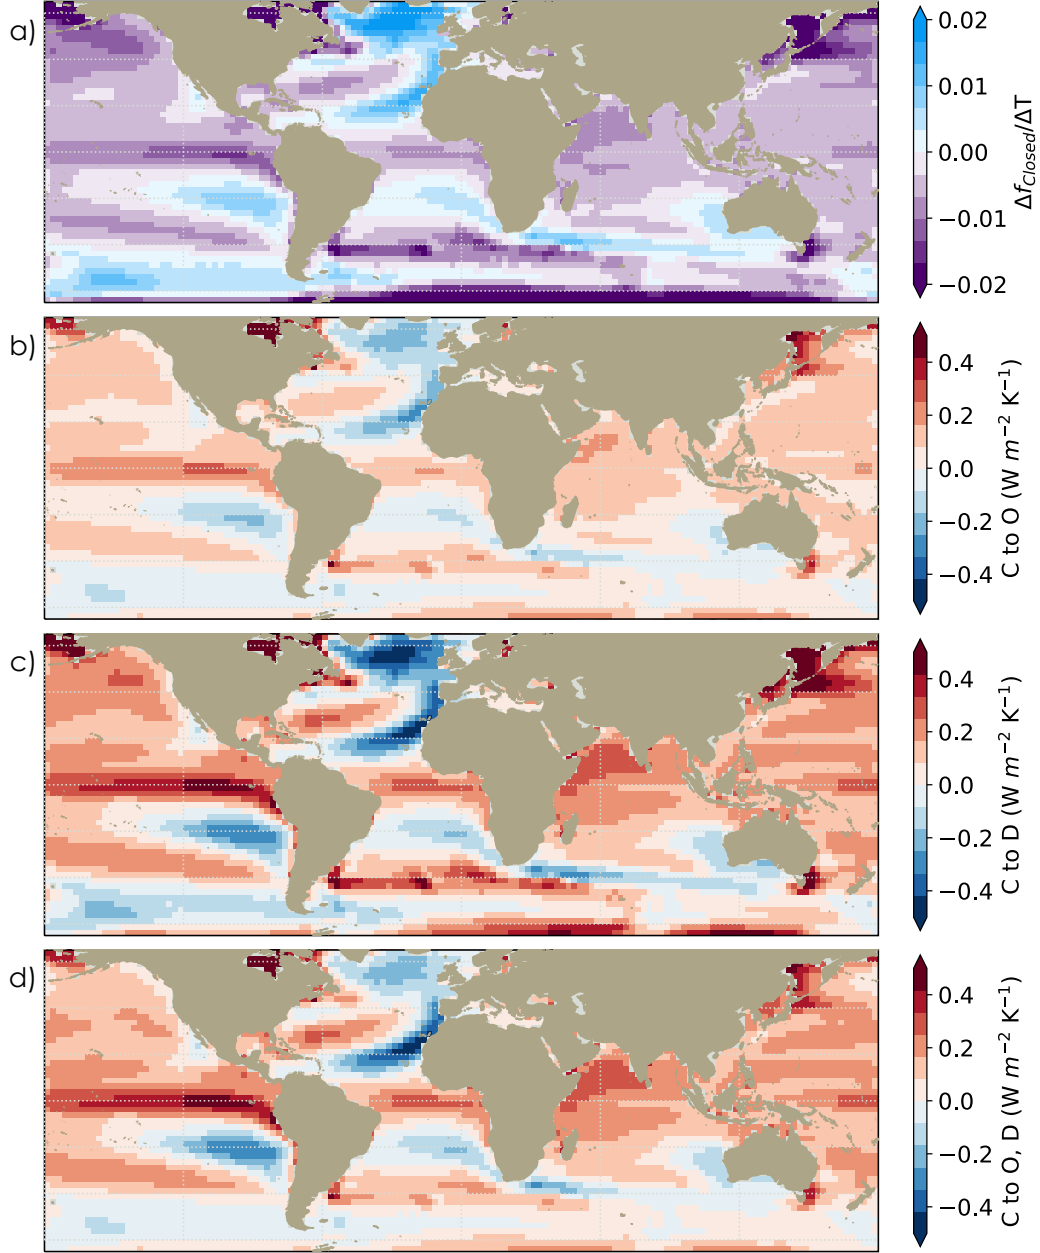 a)
0.02
0.01
0.00
−0.01
−0.02
Δf_Closed/ΔT
b)
0.4
0.2
0.0
−0.2
−0.4
C to O (W m⁻² K⁻¹)
c)
0.4
0.2
0.0
−0.2
−0.4
C to D (W m⁻² K⁻¹)
d)
0.4
0.2
0.0
−0.2
−0.4
C to O, D (W m⁻² K⁻¹)